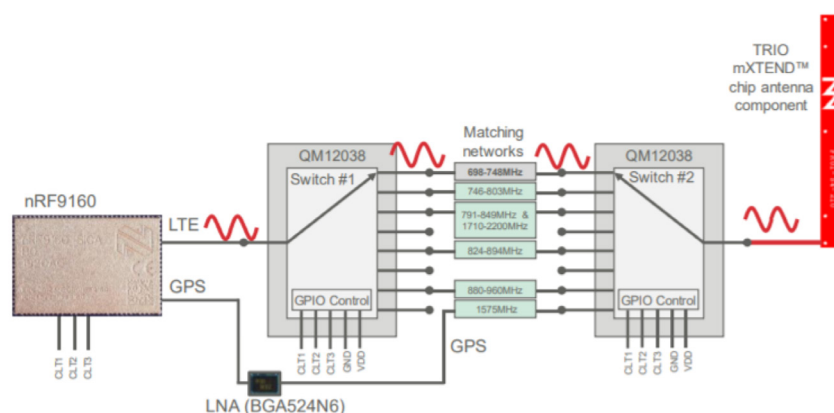 TRIO
mXTEND™
chip antenna
component
QM12038
Matching
networks
QM12038
Switch #1
698-748MHz
Switch #2
nRF9160
746-803MHz
LTE
791-849MHz &
1710-2200MHz
824-894MHz
GPS
GPIO Control
880-960MHz
GPIO Control
1575MHz
CLT1
CLT2
CLT3
CLT1
CLT2
CLT3
GND
VDD
GPS
CLT1
CLT2
CLT3
GND
VDD
LNA (BGA524N6)